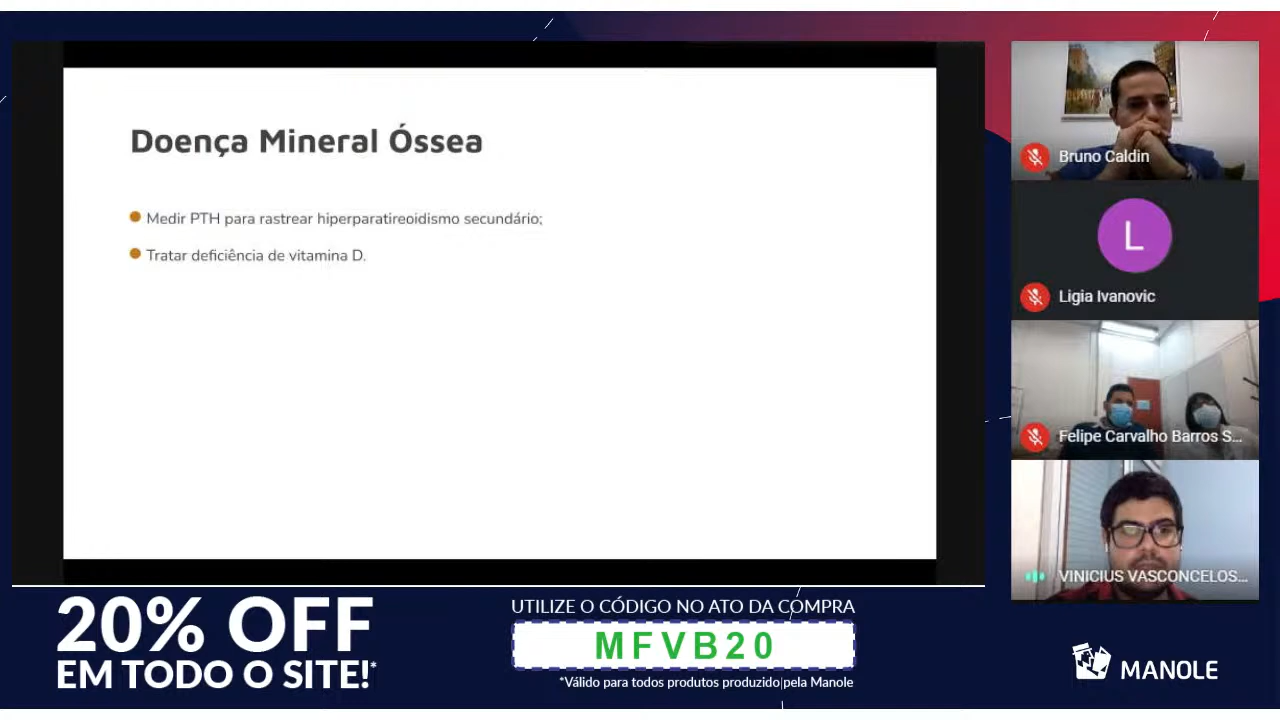 Doença Mineral Óssea
Medir PTH para rastrear hiperparatireoidismo secundário;
Tratar deficiência de vitamina D.
Bruno Caldin
L
Ligia Ivanovic
Felipe Carvalho Barros S...
VINICIUS VASCONCELOS...
20% OFF
EM TODO O SITE!*
UTILIZE O CÓDIGO NO ATO DA COMPRA
MFVB20
*Válido para todos produtos produzido pela Manole
MANOLE